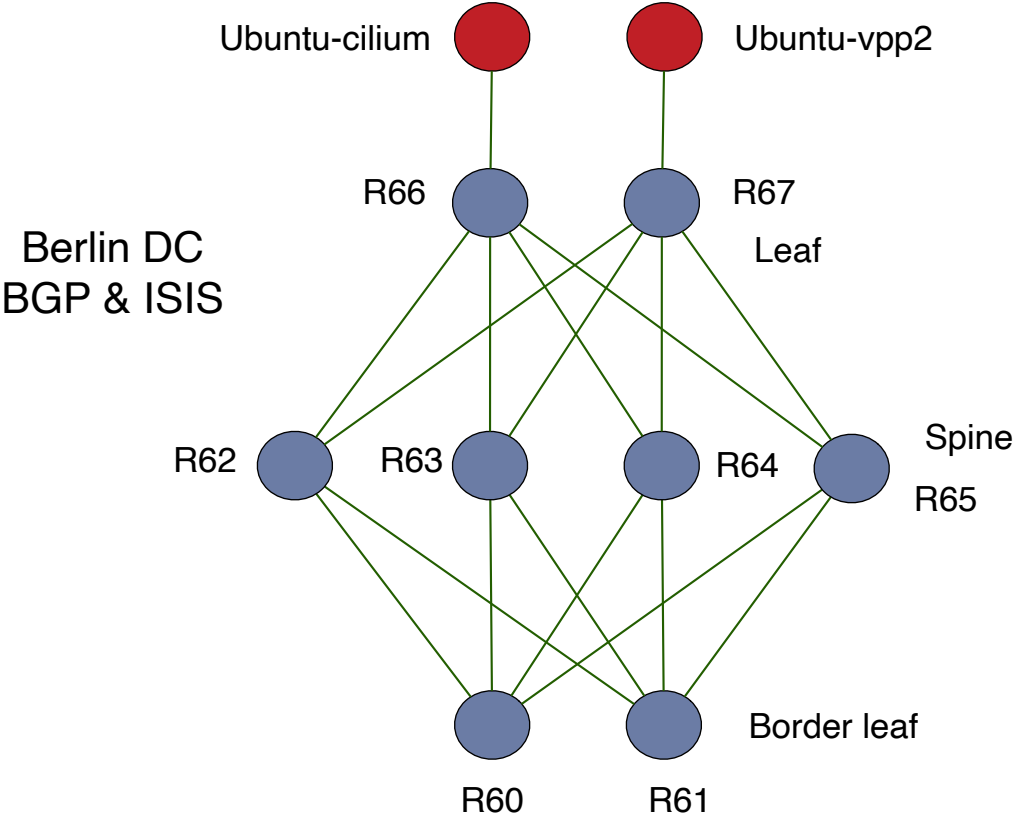 Ubuntu-cilium
Ubuntu-vpp2
R66
R67
Leaf
Berlin DC
BGP & ISIS
R62
R63
R64
Spine
R65
Border leaf
R60
R61